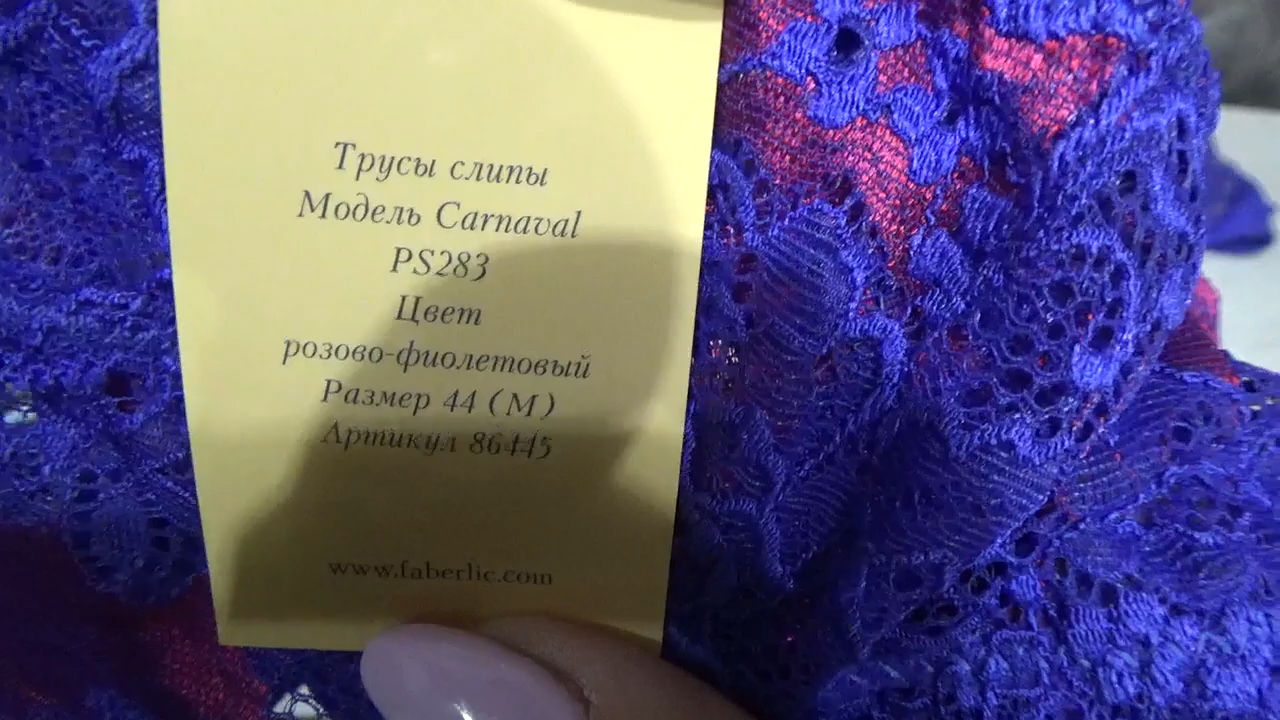 Трусы слипы
Модель Carnaval
PS283
Цвет
розово-фиолетовый
Размер 44 (M)
Артикул 86445
www.faberlic.com